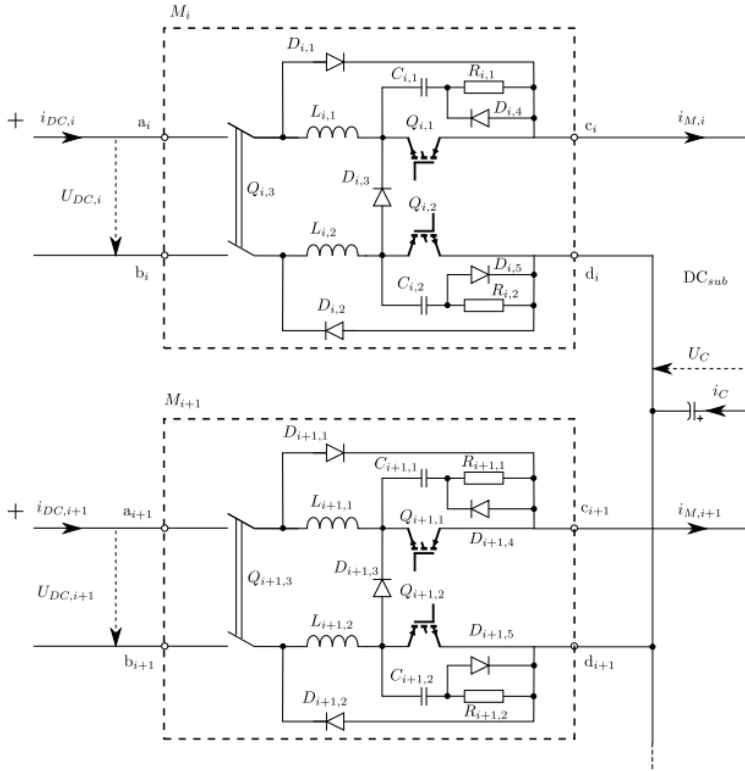 M_i
D_{i,1}
C_{i,1} R_{i,1}
+ i_{DC,i} a_i L_{i,1} Q_{i,1} D_{i,4} c_i i_{M,i}
U_{DC,i} Q_{i,3} D_{i,3} Q_{i,2}
L_{i,2}
b_i C_{i,2} D_{i,5} d_i DC_{sub}
R_{i,2}
D_{i,2}
U_C
i_C
+
M_{i+1}
D_{i+1,1}
C_{i+1,1} R_{i+1,1}
+ i_{DC,i+1} a_{i+1} L_{i+1,1} Q_{i+1,1} c_{i+1} i_{M,i+1}
D_{i+1,4}
U_{DC,i+1} Q_{i+1,3} D_{i+1,3} Q_{i+1,2}
L_{i+1,2} D_{i+1,5}
b_{i+1} C_{i+1,2} d_{i+1}
D_{i+1,2} R_{i+1,2}